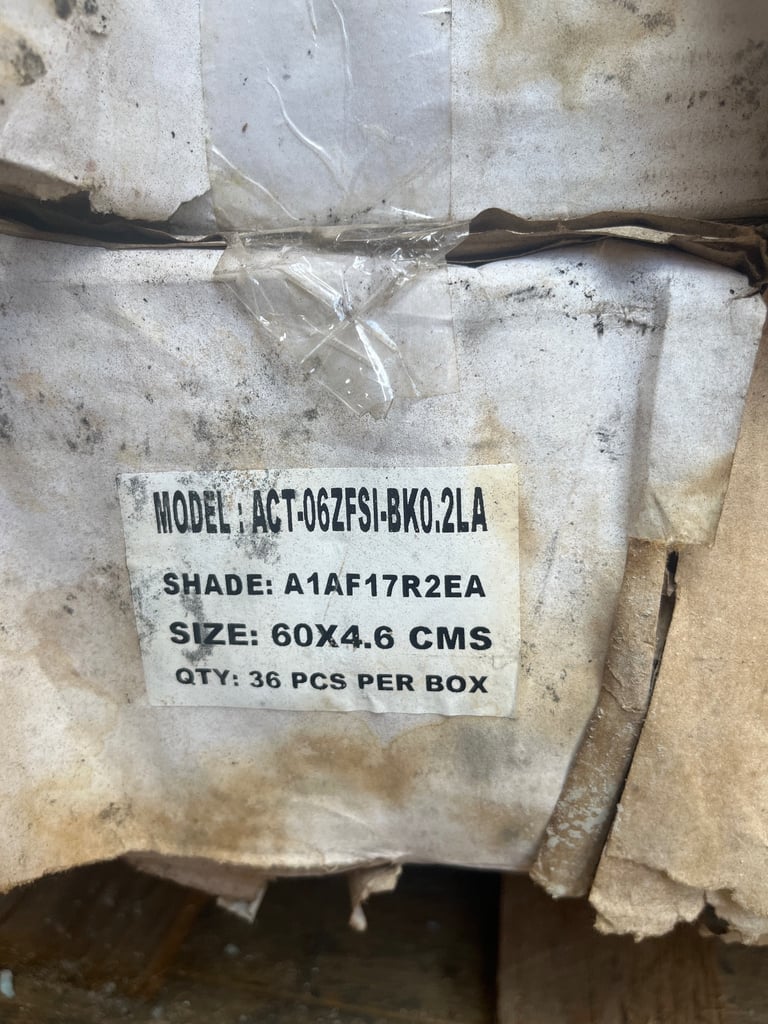 MODEL : ACT-06ZFSI-BK0.2LA
SHADE: A1AF17R2EA
SIZE: 60X4.6 CMS
QTY: 36 PCS PER BOX